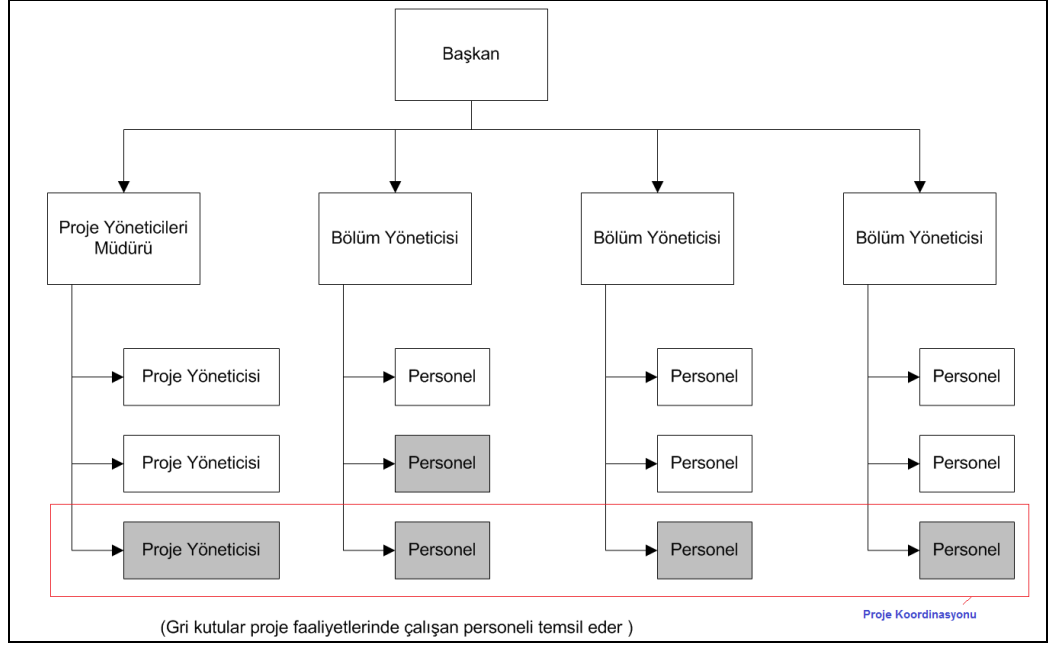 Başkan
Proje Yöneticileri
Müdürü
Bölüm Yöneticisi
Bölüm Yöneticisi
Bölüm Yöneticisi
Proje Yöneticisi
Personel
Personel
Personel
Proje Yöneticisi
Personel
Personel
Personel
Proje Yöneticisi
Personel
Personel
Personel
Proje Koordinasyonu
(Gri kutular proje faaliyetlerinde çalışan personeli temsil eder )